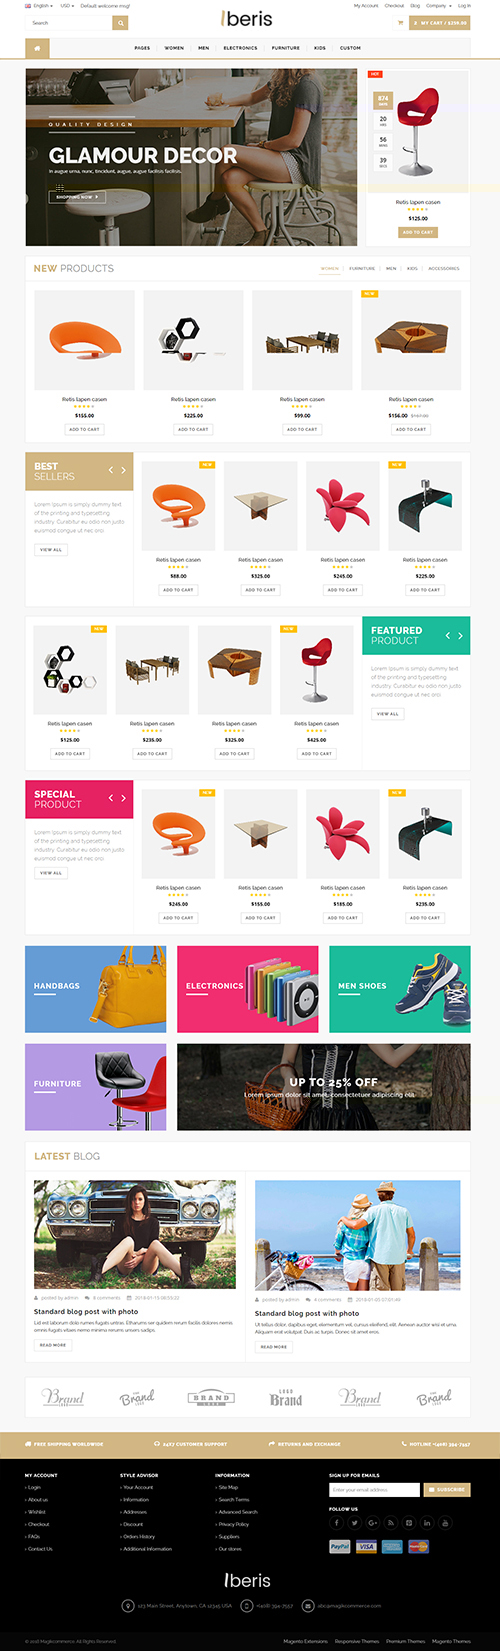 English USD Default welcome msg!
My Account Checkout Blog Company Log In
Search
Iberis
2 MY CART / $259.99
PAGES WOMEN MEN ELECTRONICS FURNITURE KIDS CUSTOM
HOT
874
DAYS
20
HRS
56
MINS
39
SECS
QUALITY DESIGN
GLAMOUR DECOR
In augue urna, nunc, tincidunt, augue, augue facilisis facilisis.
SHOPPING NOW
Retis lapen casen
$125.00
ADD TO CART
NEW PRODUCTS
WOMEN FURNITURE MEN KIDS ACCESSORIES
NEW
Retis lapen casen Retis lapen casen Retis lapen casen Retis lapen casen
$155.00 $225.00 $99.00 $156.00 $167.00
ADD TO CART ADD TO CART ADD TO CART ADD TO CART
BEST
SELLERS
Lorem Ipsum is simply dummy text
of the printing and typesetting
industry. Curabitur eu odio non justo
euismod congue ut nec orci
VIEW ALL
NEW NEW
Retis lapen casen Retis lapen casen Retis lapen casen Retis lapen casen
$88.00 $325.00 $245.00 $225.00
ADD TO CART ADD TO CART ADD TO CART ADD TO CART
NEW NEW
Retis lapen casen Retis lapen casen Retis lapen casen Retis lapen casen
$125.00 $235.00 $325.00 $425.00
ADD TO CART ADD TO CART ADD TO CART ADD TO CART
FEATURED
PRODUCT
Lorem Ipsum is simply dummy text
of the printing and typesetting
industry. Curabitur eu odio non justo
euismod congue ut nec orci
VIEW ALL
SPECIAL
PRODUCT
Lorem Ipsum is simply dummy text
of the printing and typesetting
industry. Curabitur eu odio non justo
euismod congue ut nec orci
VIEW ALL
NEW NEW
Retis lapen casen Retis lapen casen Retis lapen casen Retis lapen casen
$245.00 $155.00 $185.00 $235.00
ADD TO CART ADD TO CART ADD TO CART ADD TO CART
HANDBAGS
ELECTRONICS
MEN SHOES
FURNITURE
UP TO 25% OFF
Lorem ipsum dolor sit amet, consectetuer adipiscing elit.
LATEST BLOG
posted by admin 6 comments
posted by admin 4 comments
Standard blog post with photo
Lid est laborum dolo rumes fugats untras. Etharums ser quidem rerum facilis dolores nemis
omnis fugats vitaes nemo minima rerums unsers sadips.
READ MORE
Standard blog post with photo
Ut tellus dolor, dapibus eget, elementum vel, cursus eleifend, elit. Aenean auctor wisi et urna.
Aliquam erat volutpat. Duis ac turpis. Donec sit amet eros.
READ MORE
Brand
Brand LOGO
BRAND
LOGO BRAND
Brand
Brand LOGO
FREE SHIPPING WORLDWIDE 24X7 CUSTOMER SUPPORT RETURNS AND EXCHANGE HOTLINE +(408) 394-7557
MY ACCOUNT
Login
About us
Wishlist
Checkout
FAQs
Contact Us
STYLE ADVISOR
Your Account
Information
Addresses
Discount
Orders History
Additional Information
INFORMATION
Site Map
Search Terms
Advanced Search
Privacy Policy
Suppliers
Our stores
SIGN UP FOR EMAILS
Enter your email address
SUBSCRIBE
FOLLOW US
PayPal VISA
Iberis
123 Main Street, Anytown, CA 12345 USA +(408) 394-7557 abc@magikcommerce.com
Magento Extensions Responsive Themes Premium Themes Magento Themes